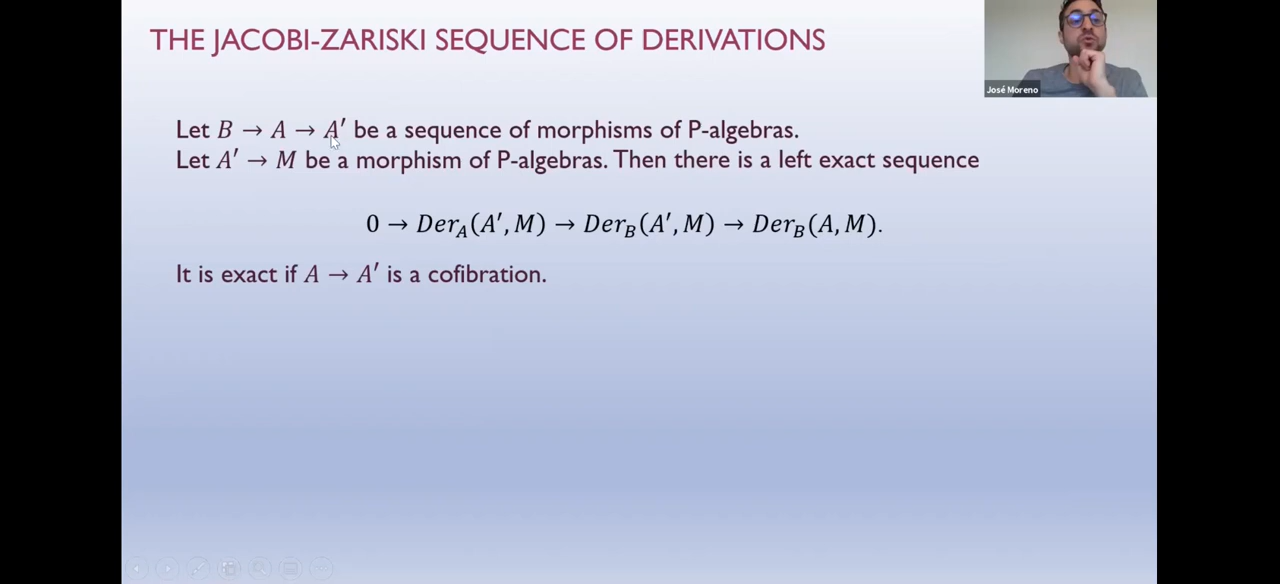 THE JACOBI-ZARISKI SEQUENCE OF DERIVATIONS
José Moreno
Let B → A → A′ be a sequence of morphisms of P-algebras.
Let A′ → M be a morphism of P-algebras. Then there is a left exact sequence
0 → Der_A(A′, M) → Der_B(A′, M) → Der_B(A, M).
It is exact if A → A′ is a cofibration.